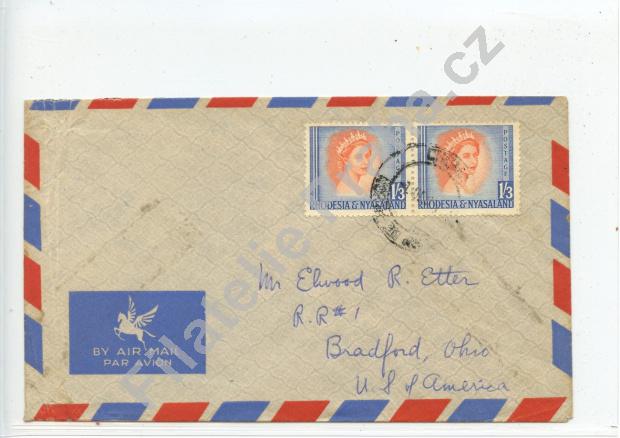 POSTAGE
1/3
RHODESIA & NYASALAND
POSTAGE
1/3
RHODESIA & NYASALAND
Mr Elwood R. Etter
R.R #1
Bradford, Ohio
U.S of America
BY AIR MAIL
PAR AVION